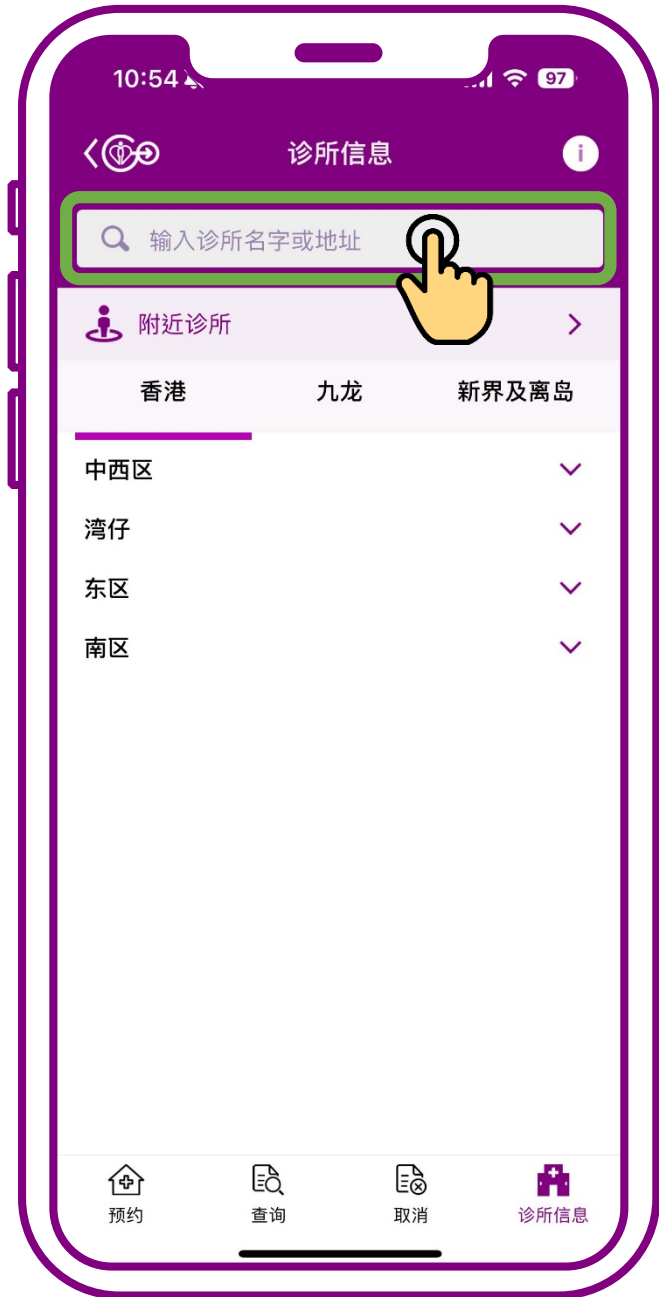 10:54
97
诊所信息
i
输入诊所名字或地址
附近诊所
香港 九龙 新界及离岛
中西区
湾仔
东区
南区
预约 查询 取消 诊所信息